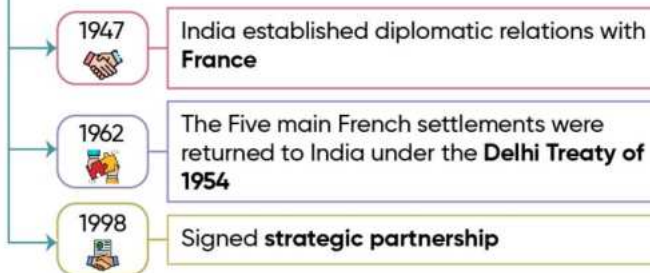 1947
India established diplomatic relations with
France
1962
The Five main French settlements were
returned to India under the Delhi Treaty of
1954
1998
Signed strategic partnership